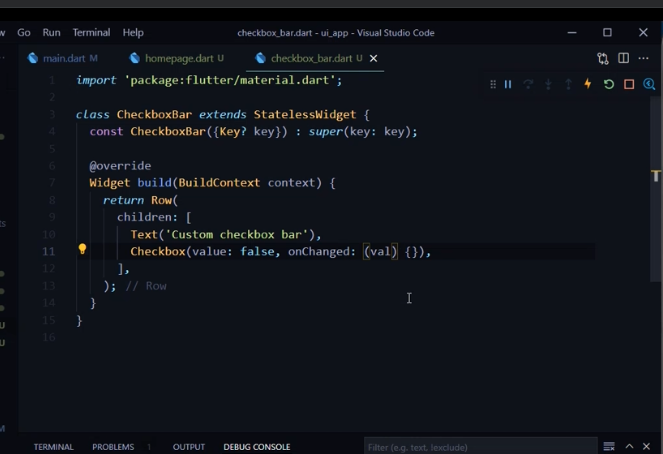 Go Run Terminal Help checkbox_bar.dart - ui_app - Visual Studio Code
main.dart M homepage.dart U checkbox_bar.dart U
1 import 'package:flutter/material.dart';
2
3 class CheckboxBar extends StatelessWidget {
4 const CheckboxBar({Key? key}) : super(key: key);
5
6 @override
7 Widget build(BuildContext context) {
8 return Row(
9 children: [
10 Text('Custom checkbox bar'),
11 Checkbox(value: false, onChanged: (val) {}),
12 ],
13 ); // Row
14 }
15 }
16
TERMINAL PROBLEMS 1 OUTPUT DEBUG CONSOLE Filter (e.g. text, !exclude)